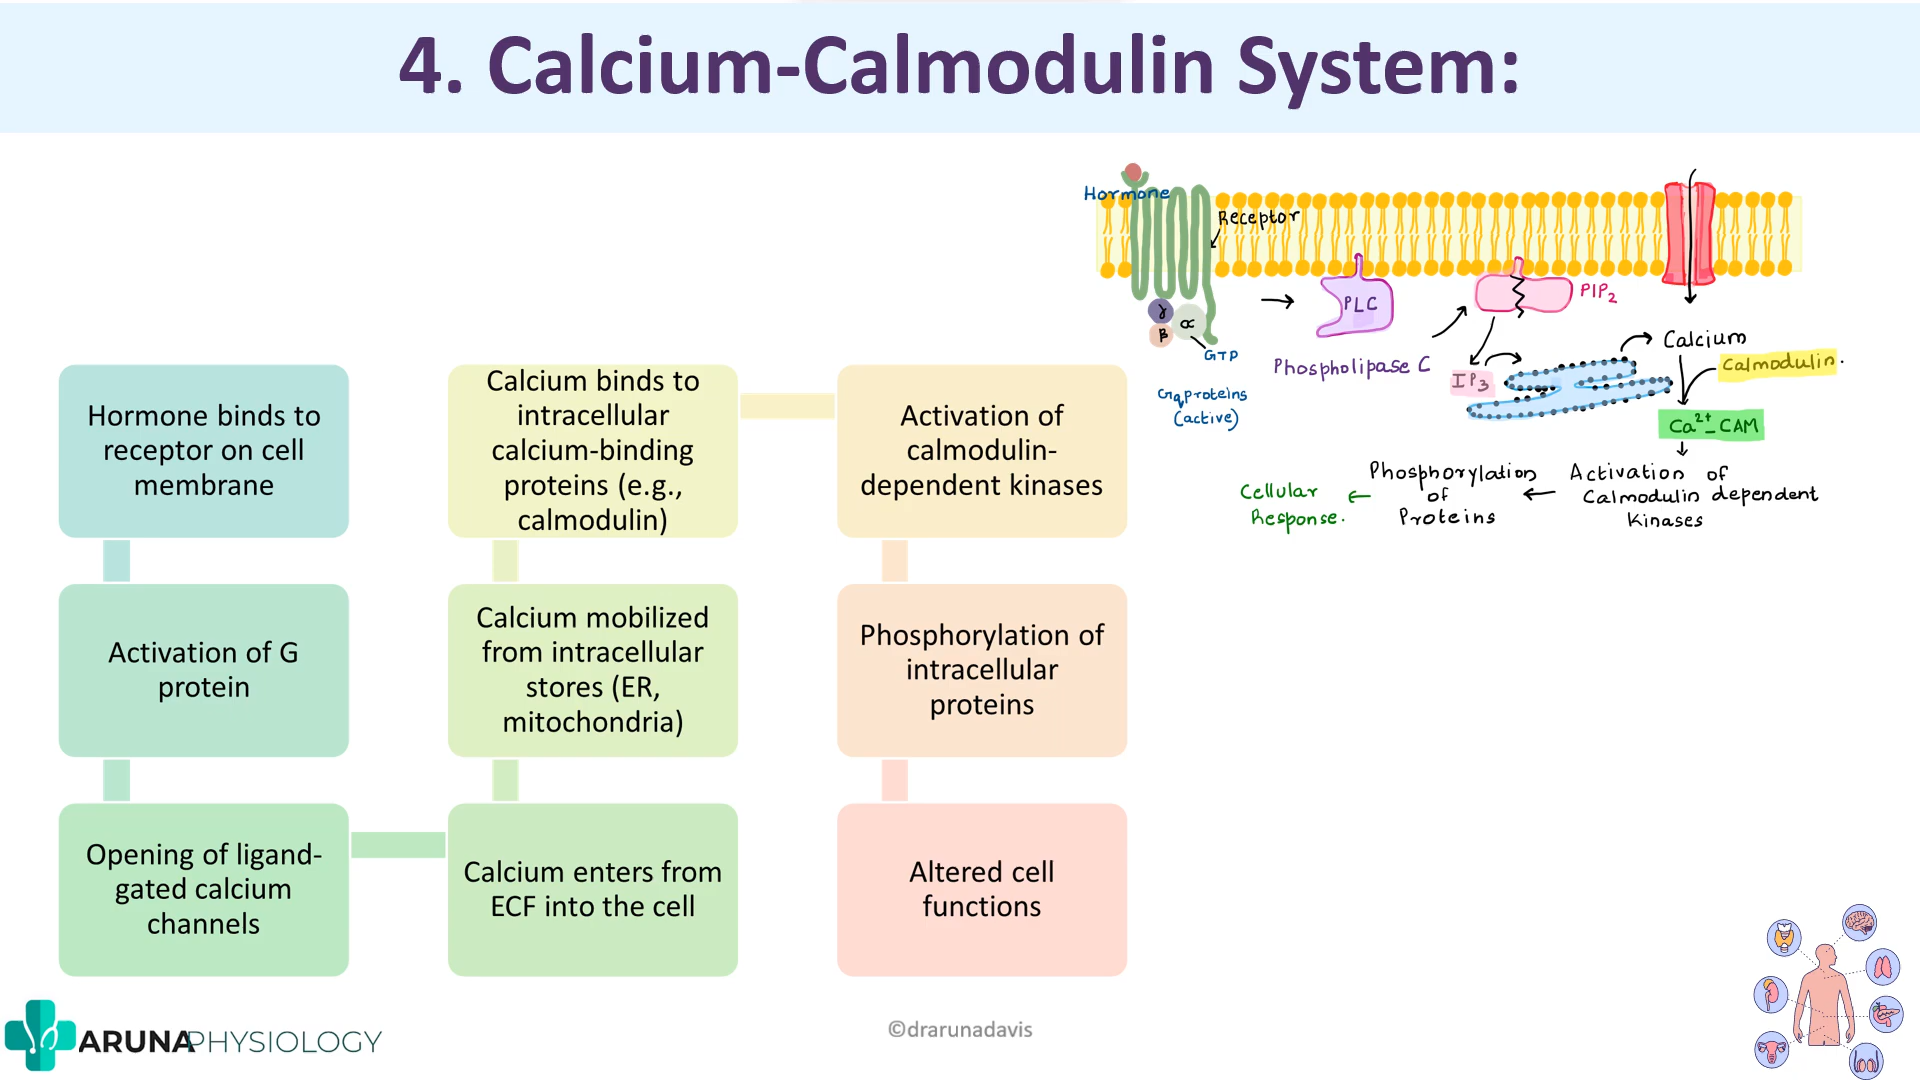 4. Calcium-Calmodulin System:
Hormone binds to
receptor on cell
membrane
Activation of G
protein
Opening of ligand-
gated calcium
channels
Calcium enters from
ECF into the cell
Calcium mobilized
from intracellular
stores (ER,
mitochondria)
Calcium binds to
intracellular
calcium-binding
proteins (e.g.,
calmodulin)
Activation of
calmodulin-
dependent kinases
Phosphorylation of
intracellular
proteins
Altered cell
functions
Hormone
Receptor
γ
β
α
GTP
Gq proteins
(active)
PLC
Phospholipase C
PIP2
IP3
Calcium
Calmodulin.
Ca2+-CAM
Activation of
Calmodulin dependent
Kinases
Phosphorylation
of
Proteins
Cellular
Response.
ARUNAPHYSIOLOGY
©drarunadavis